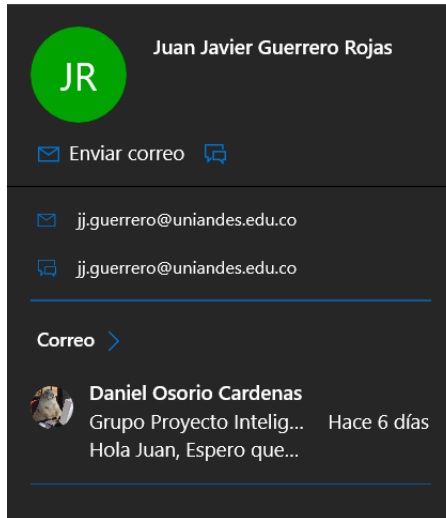 JR
Juan Javier Guerrero Rojas
Enviar correo
jj.guerrero@uniandes.edu.co
jj.guerrero@uniandes.edu.co
Correo
Daniel Osorio Cardenas
Grupo Proyecto Intelig... Hace 6 días
Hola Juan, Espero que...